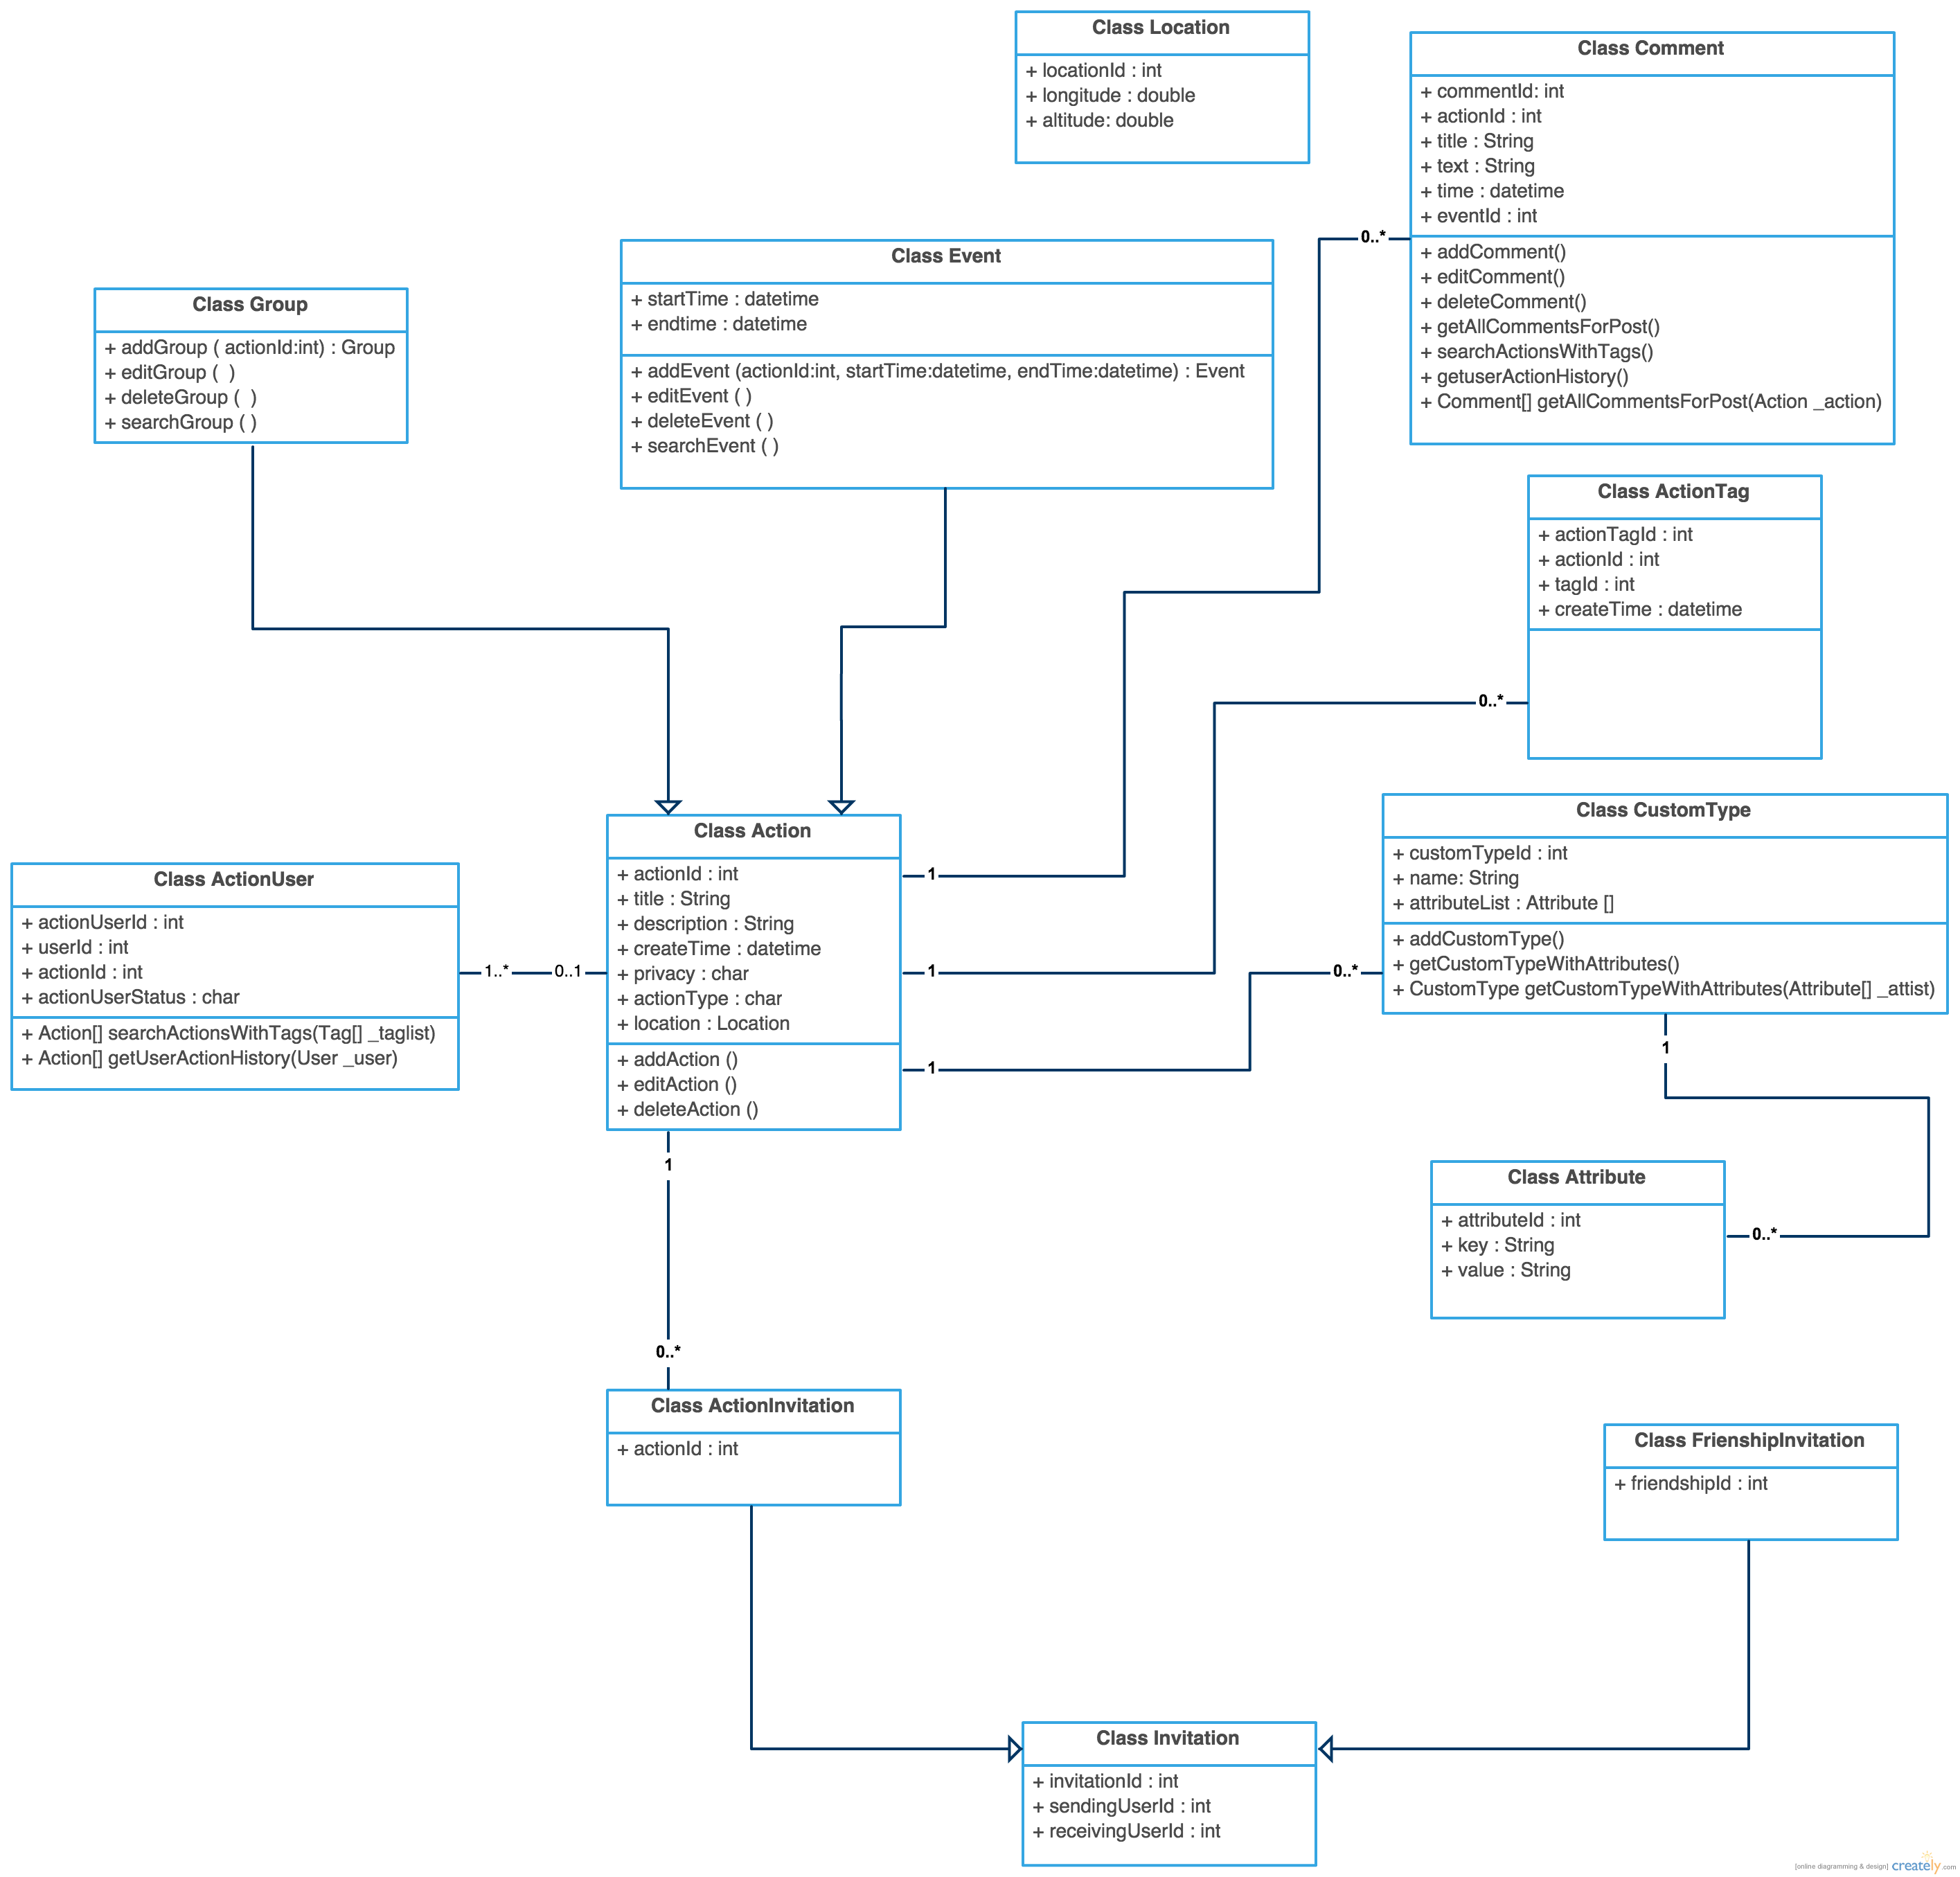 Class Location
+ locationId : int
+ longitude : double
+ altitude: double
Class Comment
+ commentId: int
+ actionId : int
+ title : String
+ text : String
+ time : datetime
+ eventId : int
+ addComment()
+ editComment()
+ deleteComment()
+ getAllCommentsForPost()
+ searchActionsWithTags()
+ getuserActionHistory()
+ Comment[] getAllCommentsForPost(Action _action)
0..*
Class Event
+ startTime : datetime
+ endtime : datetime
+ addEvent (actionId:int, startTime:datetime, endTime:datetime) : Event
+ editEvent ( )
+ deleteEvent ( )
+ searchEvent ( )
Class Group
+ addGroup ( actionId:int) : Group
+ editGroup (  )
+ deleteGroup (  )
+ searchGroup ( )
Class ActionTag
+ actionTagId : int
+ actionId : int
+ tagId : int
+ createTime : datetime
0..*
Class CustomType
+ customTypeId : int
+ name: String
+ attributeList : Attribute []
+ addCustomType()
+ getCustomTypeWithAttributes()
+ CustomType getCustomTypeWithAttributes(Attribute[] _attist)
0..*
1
Class Action
+ actionId : int
+ title : String
+ description : String
+ createTime : datetime
+ privacy : char
+ actionType : char
+ location : Location
+ addAction ()
+ editAction ()
+ deleteAction ()
1
1
1
Class ActionUser
+ actionUserId : int
+ userId : int
+ actionId : int
+ actionUserStatus : char
+ Action[] searchActionsWithTags(Tag[] _taglist)
+ Action[] getUserActionHistory(User _user)
1..*
0..1
1
0..*
Class Attribute
+ attributeId : int
+ key : String
+ value : String
0..*
Class ActionInvitation
+ actionId : int
Class FrienshipInvitation
+ friendshipId : int
Class Invitation
+ invitationId : int
+ sendingUserId : int
+ receivingUserId : int
[online diagramming & design] creately.com